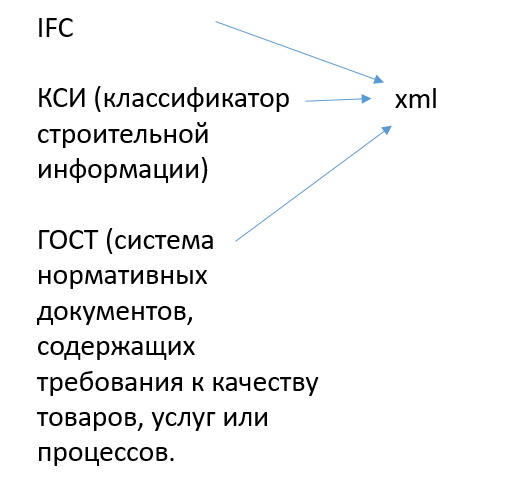 IFC
КСИ (классификатор
строительной
информации)
xml
ГОСТ (система
нормативных
документов,
содержащих
требования к качеству
товаров, услуг или
процессов.